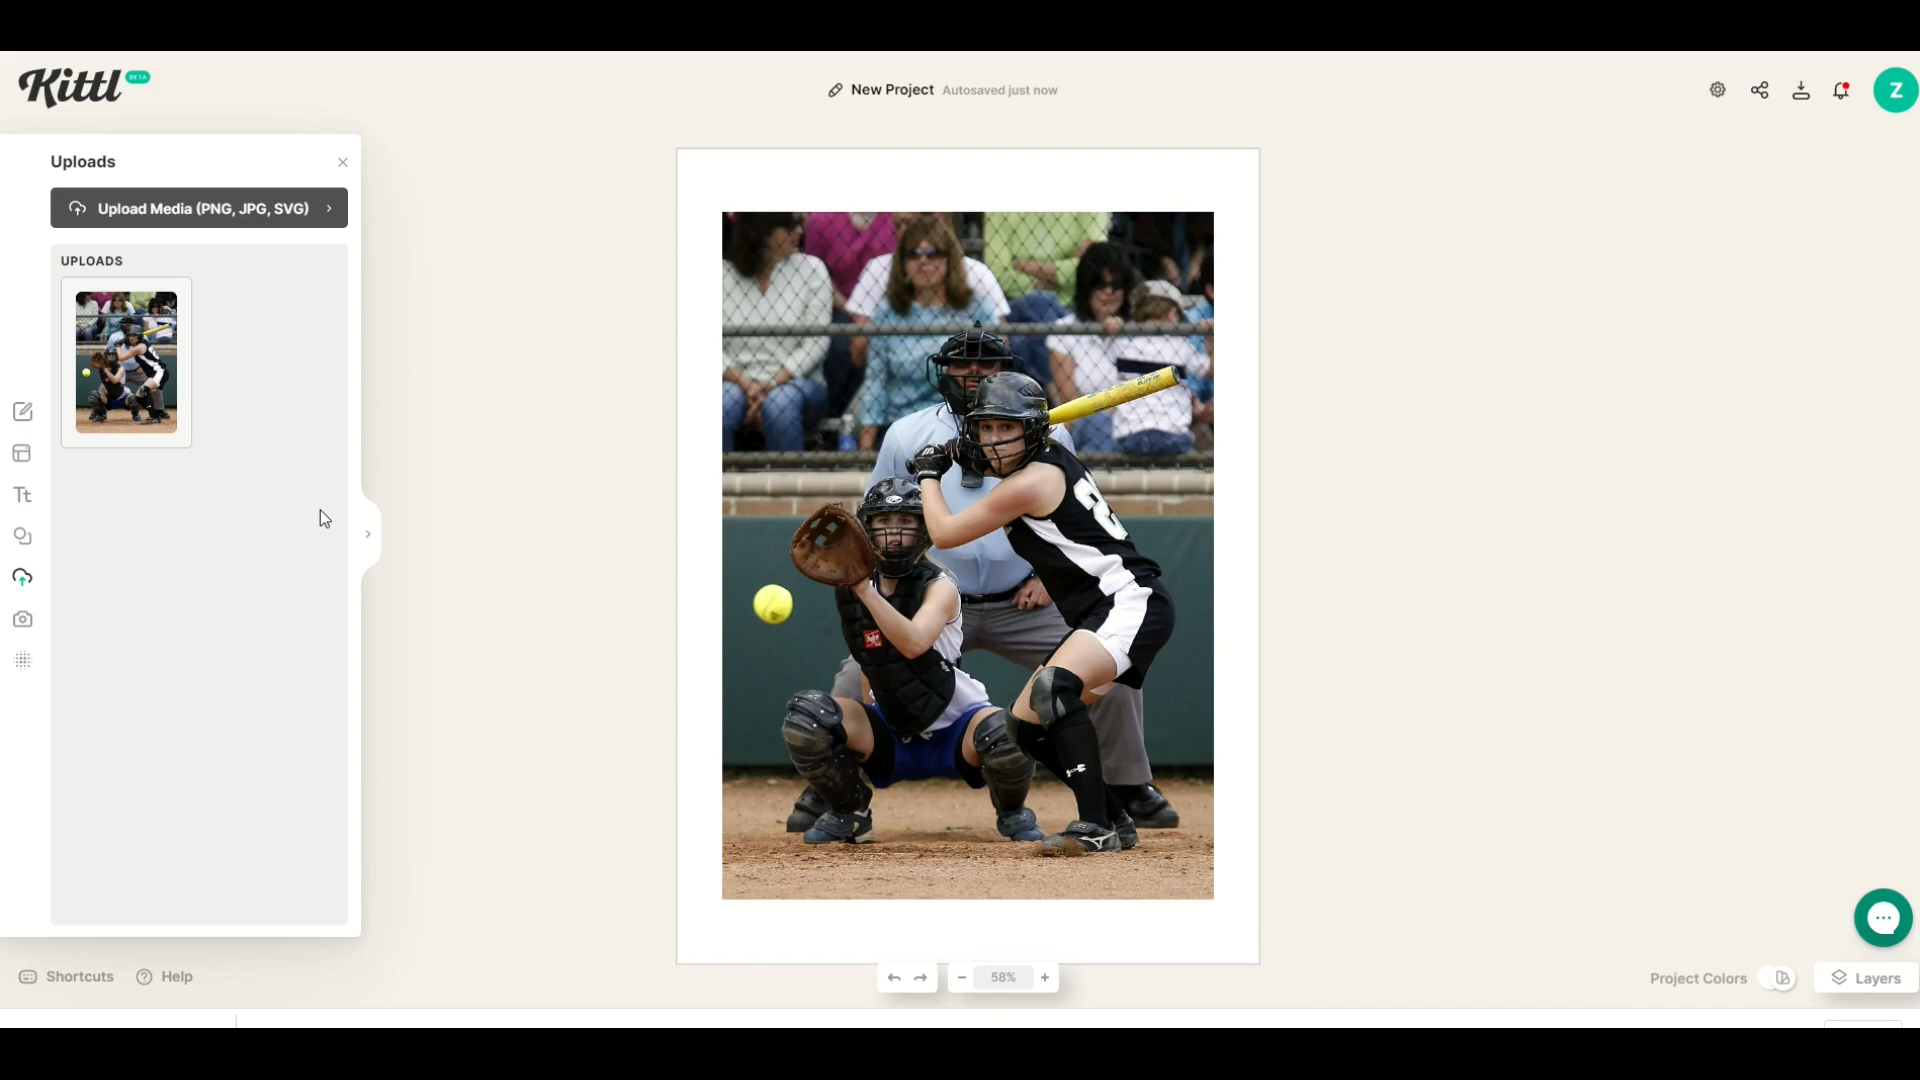 Kittl BETA
New Project Autosaved just now
Z
Uploads
Upload Media (PNG, JPG, SVG)
UPLOADS
Tt
Shortcuts
Help
58%
Project Colors
Layers